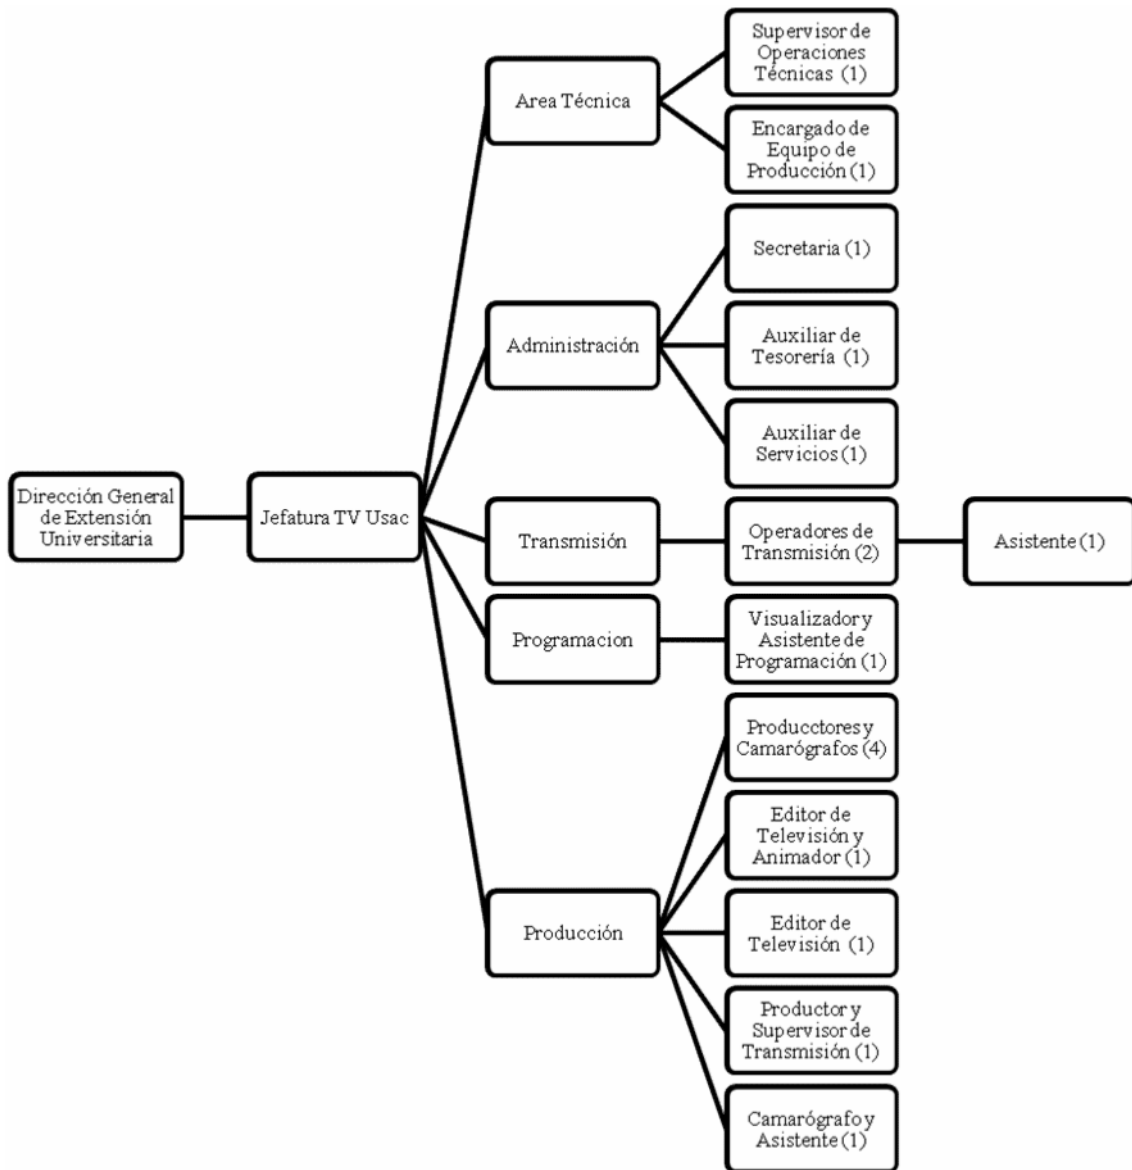 Supervisor de
Operaciones
Técnicas (1)
Area Técnica
Encargado de
Equipo de
Producción (1)
Secretaria (1)
Administración
Auxiliar de
Tesorería (1)
Auxiliar de
Servicios (1)
Dirección General
de Extensión
Universitaria
Jefatura TV Usac
Transmisión
Operadores de
Transmisión (2)
Asistente (1)
Programacion
Visualizador y
Asistente de
Programación (1)
Producctores y
Camarógrafos (4)
Editor de
Televisión y
Animador (1)
Producción
Editor de
Televisión (1)
Productor y
Supervisor de
Transmisión (1)
Camarógrafo y
Asistente (1)